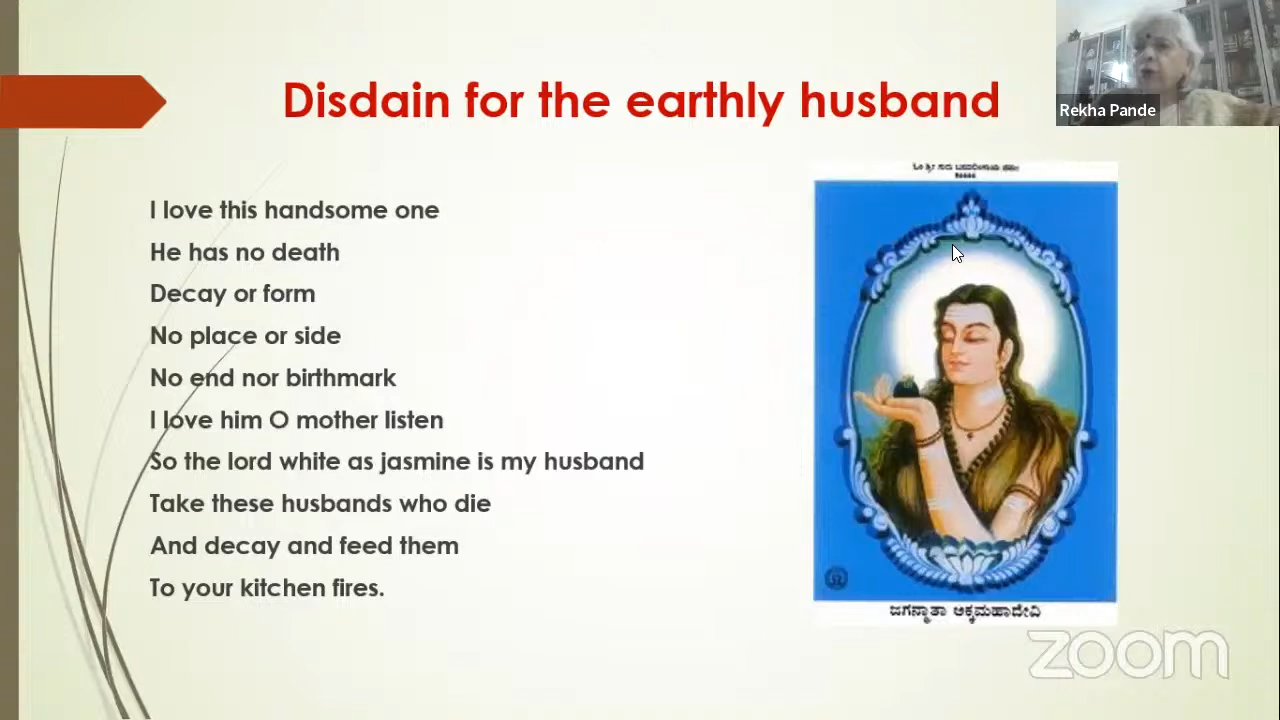 Disdain for the earthly husband
Rekha Pande
I love this handsome one
He has no death
Decay or form
No place or side
No end nor birthmark
I love him O mother listen
So the lord white as jasmine is my husband
Take these husbands who die
And decay and feed them
To your kitchen fires.
ಜಗನ್ಮಾತಾ ಅಕ್ಕಮಹಾದೇವಿ
zoom